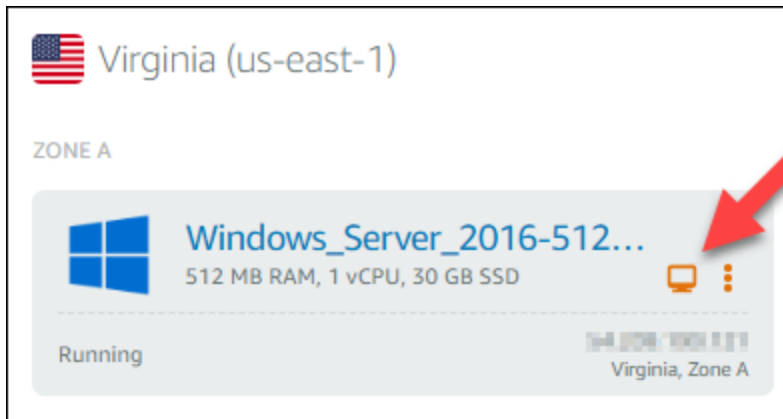 Virginia (us-east-1)
ZONE A
Windows_Server_2016-512...
512 MB RAM, 1 vCPU, 30 GB SSD
Running
Virginia, Zone A